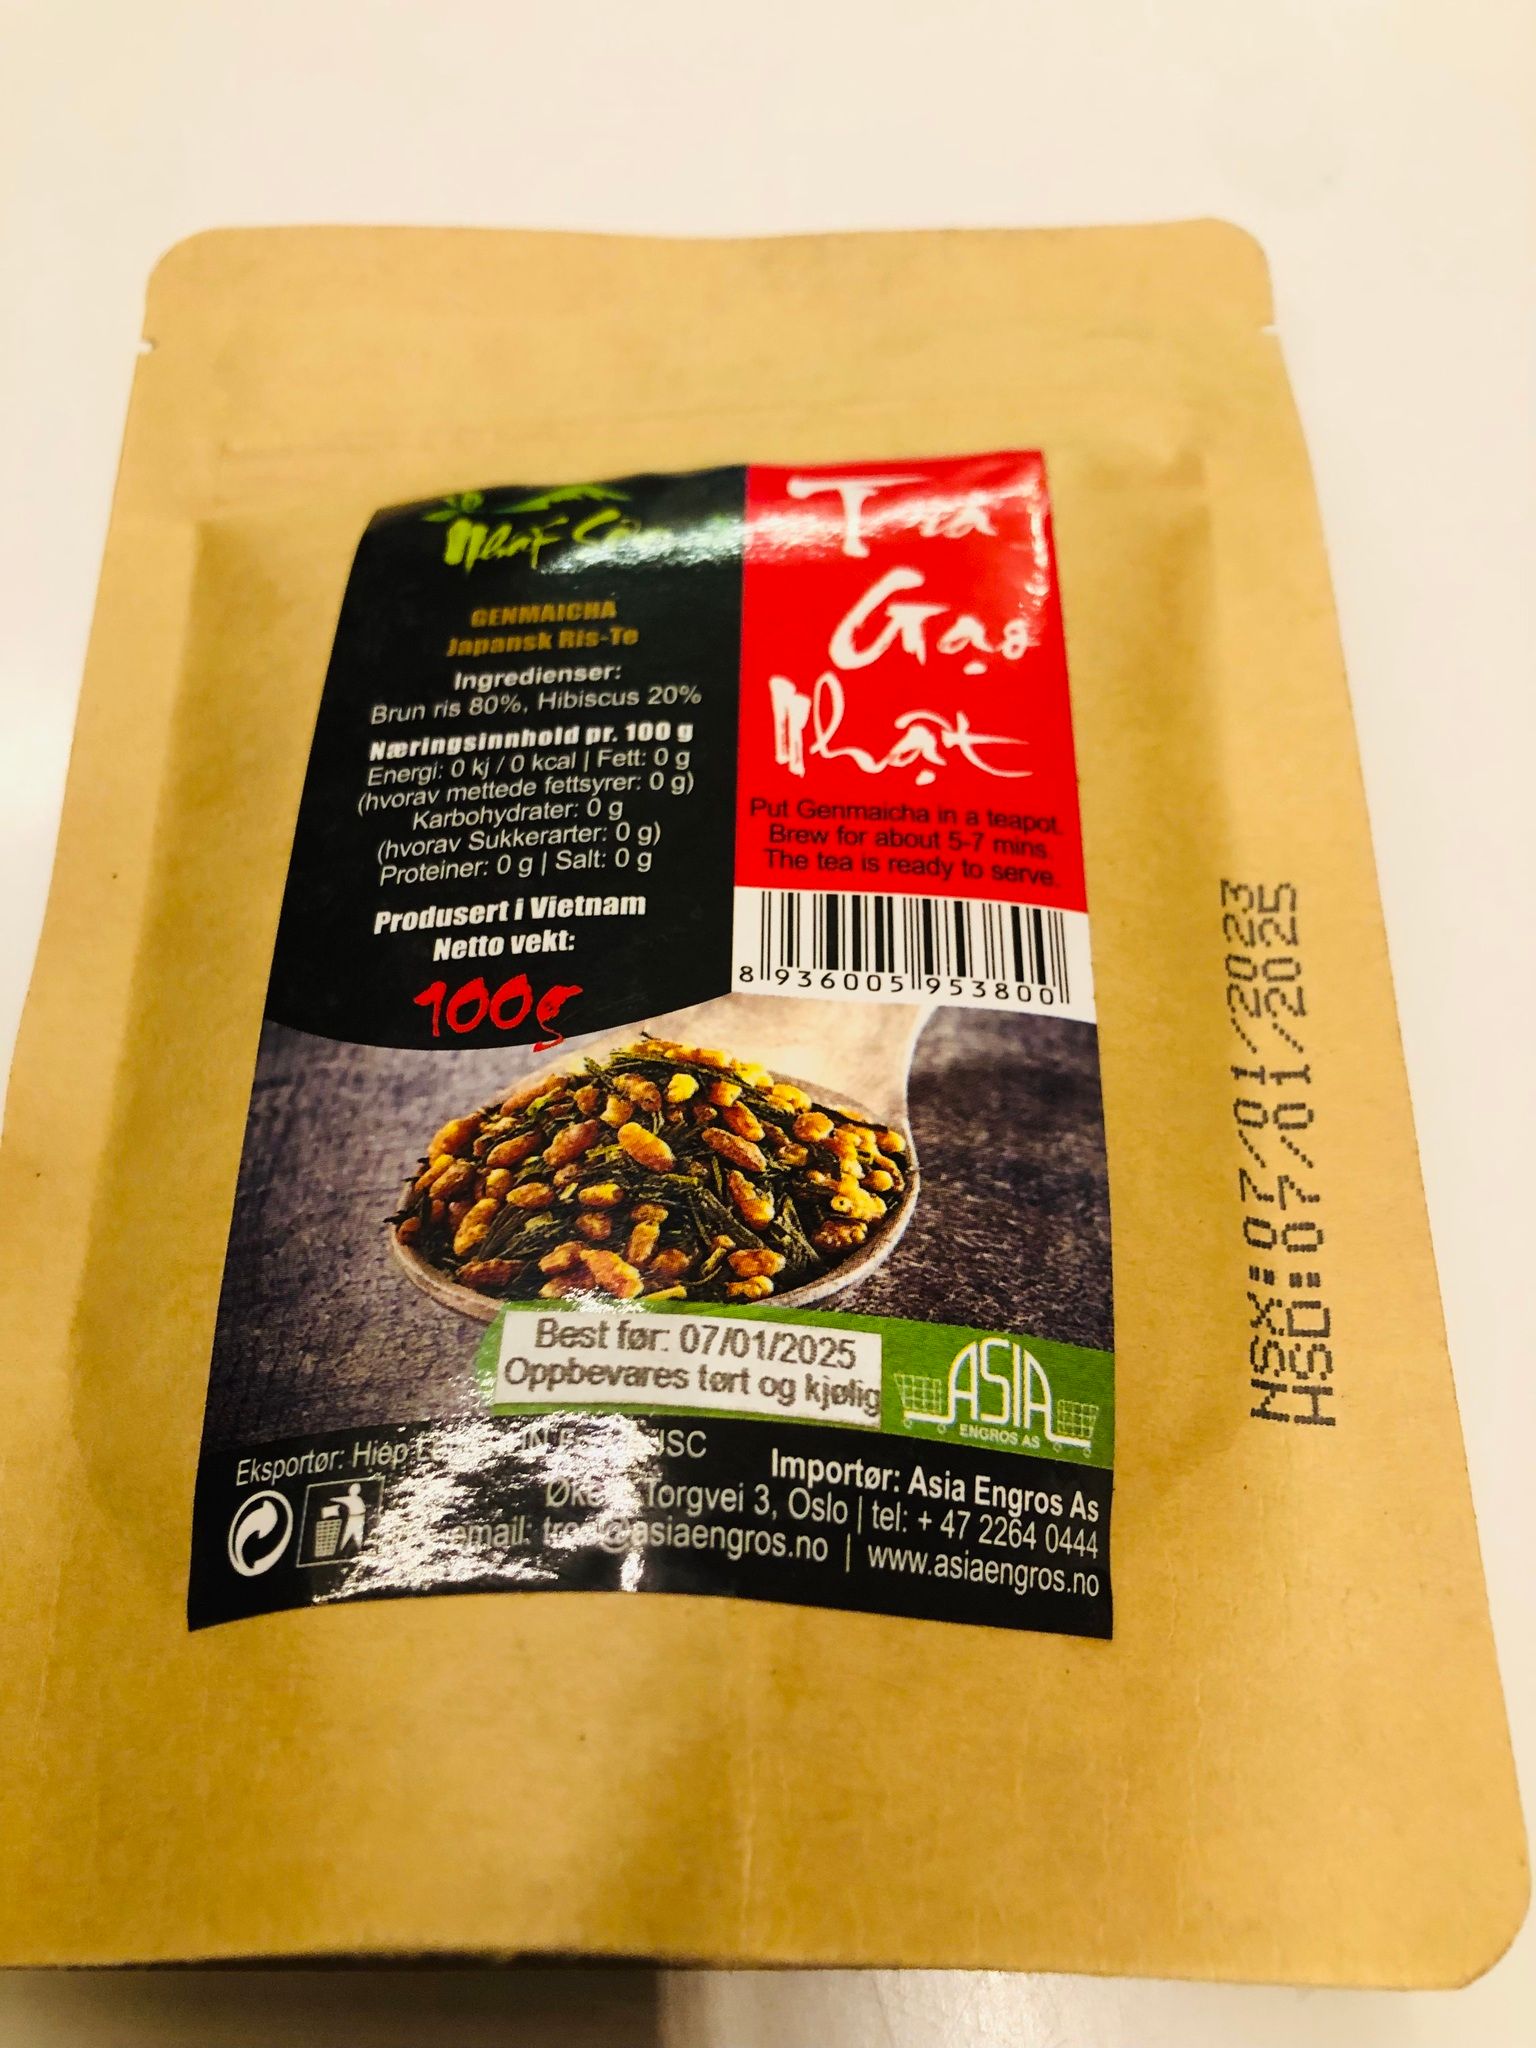 Trà
Gạo
Nhật
GENMAICHA
Japansk Ris-Te
Ingredienser:
Brun ris 80%, Hibiscus 20%
Næringsinnhold pr. 100 g
Energi: 0 kj / 0 kcal | Fett: 0 g
(hvorav mettede fettsyrer: 0 g)
Karbohydrater: 0 g
(hvorav Sukkerarter: 0 g)
Proteiner: 0 g | Salt: 0 g
Produsert i Vietnam
Netto vekt:
100g
Put Genmaicha in a teapot.
Brew for about 5-7 mins.
The tea is ready to serve.
8 936005 953800
Best før: 07/01/2025
Oppbevares tørt og kjølig
ASIA
ENGROS AS
Eksportør: JSC
Importør: Asia Engros As
Torgvei 3, Oslo | tel: + 47 2264 0444
email: @asiaengros.no | www.asiaengros.no
NSX: 07/01/2023
HSD: 07/01/2025